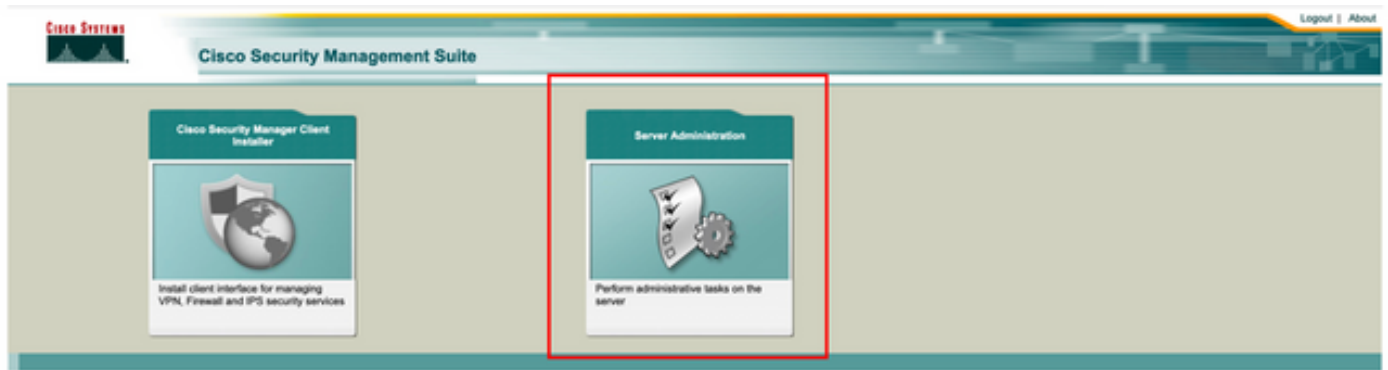 Logout | About
CISCO SYSTEMS
Cisco Security Management Suite
Cisco Security Manager Client
Installer
Install client interface for managing
VPN, Firewall and IPS security services
Server Administration
Perform administrative tasks on the
server